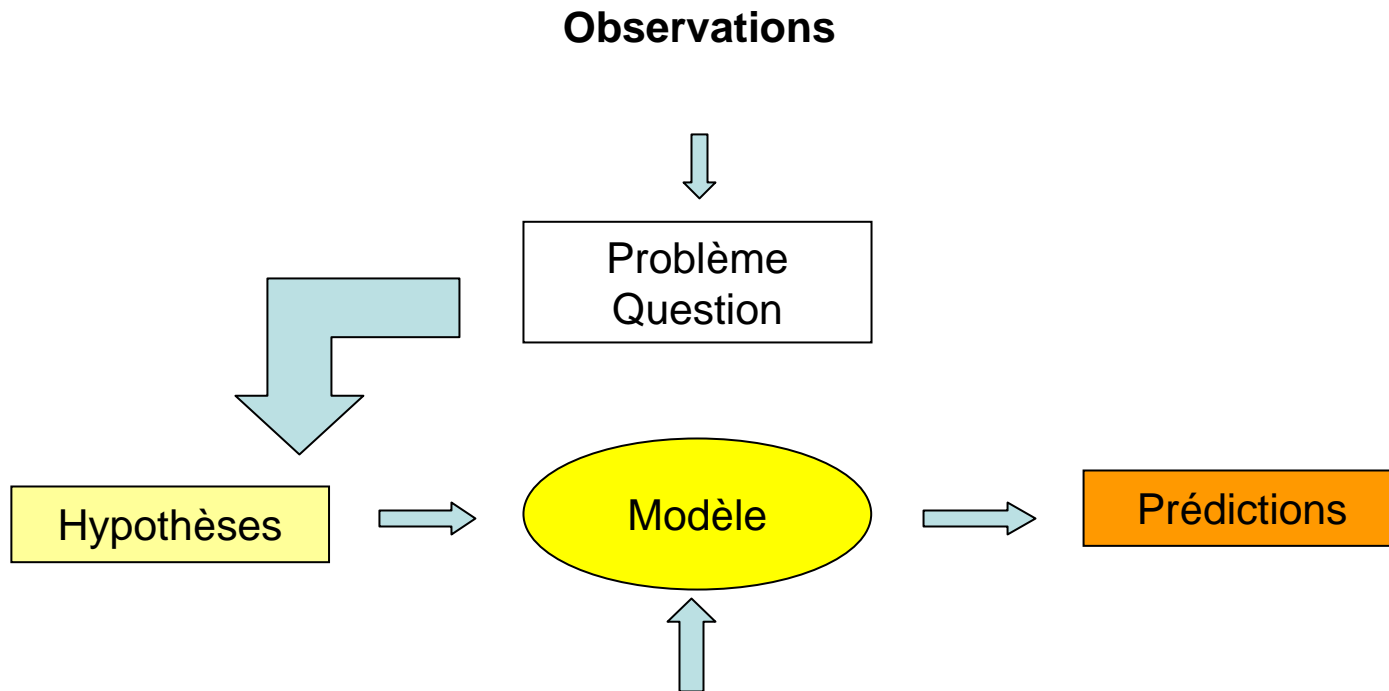 Observations
Problème
Question
Hypothèses
Modèle
Prédictions